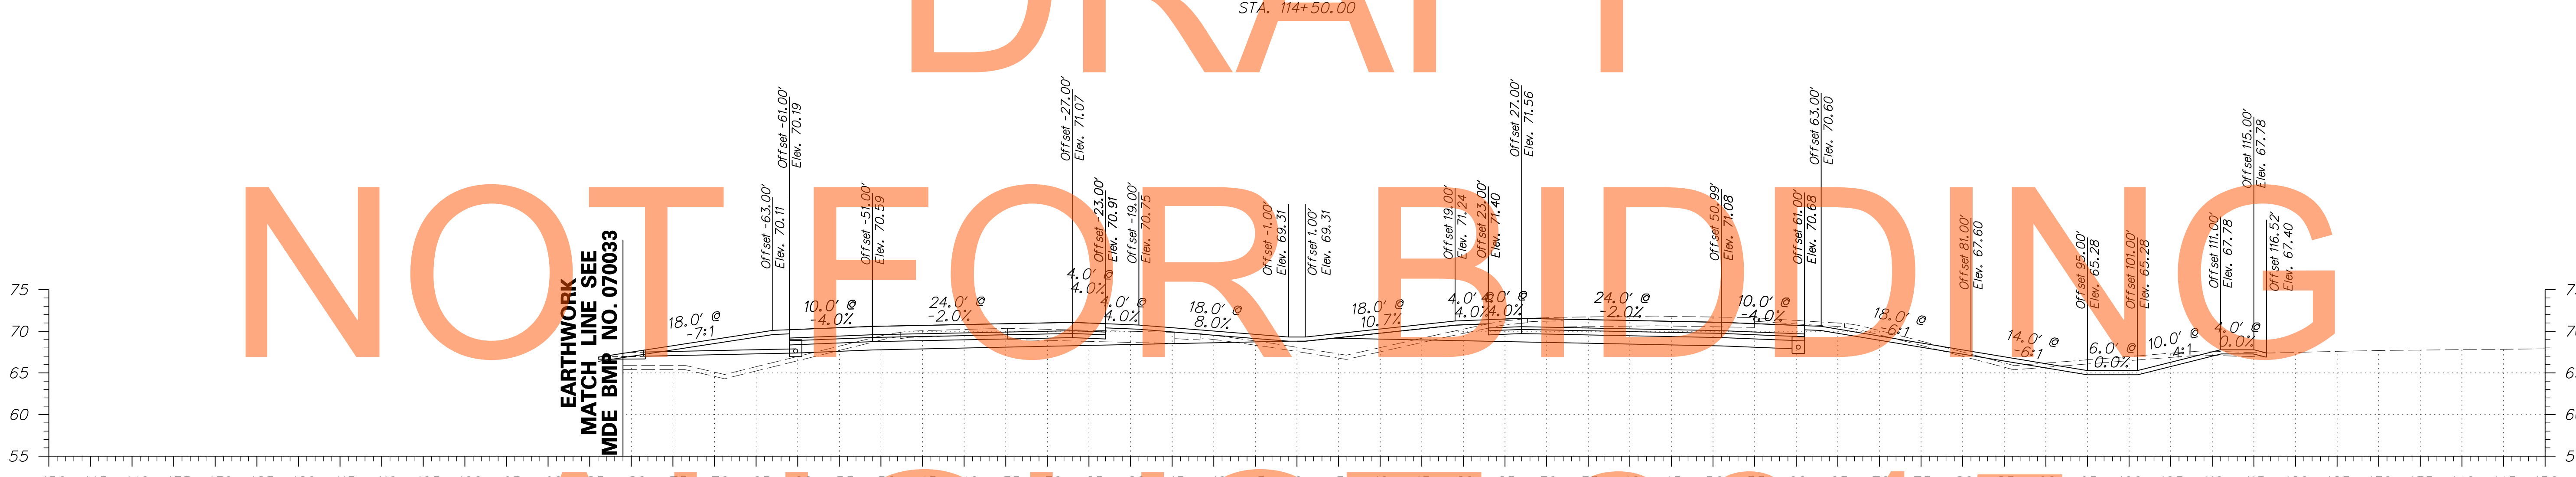 STA. 114+50.00
DRAFT
NOT FOR BIDDING
EARTHWORK
MATCH LINE SEE
MDE BMP NO. 070033
Offset -63.00'
Elev. 70.11
Offset -61.00'
Elev. 70.19
Offset -51.00'
Elev. 70.59
Offset -27.00'
Elev. 71.07
Offset -23.00'
Elev. 70.91
Offset -19.00'
Elev. 70.75
Offset -1.00'
Elev. 69.31
Offset 1.00'
Elev. 69.31
Offset 19.00'
Elev. 71.24
Offset 23.00'
Elev. 71.40
Offset 27.00'
Elev. 71.56
Offset 50.99'
Elev. 71.08
Offset 61.00'
Elev. 70.68
Offset 63.00'
Elev. 70.60
Offset 81.00'
Elev. 67.60
Offset 95.00'
Elev. 65.28
Offset 101.00'
Elev. 65.28
Offset 111.00'
Elev. 67.78
Offset 115.00'
Elev. 67.78
Offset 116.52'
Elev. 67.40
18.0' @
-7:1
10.0' @
-4.0%
24.0' @
-2.0%
4.0' @
4.0%
4.0' @
4.0%
18.0' @
8.0%
18.0' @
10.7%
4.0' @
4.0%
4.0' @
4.0%
24.0' @
-2.0%
10.0' @
-4.0%
18.0' @
-6:1
14.0' @
-6:1
6.0' @
0.0%
10.0' @
4:1
4.0' @
0.0%
75
70
65
60
55